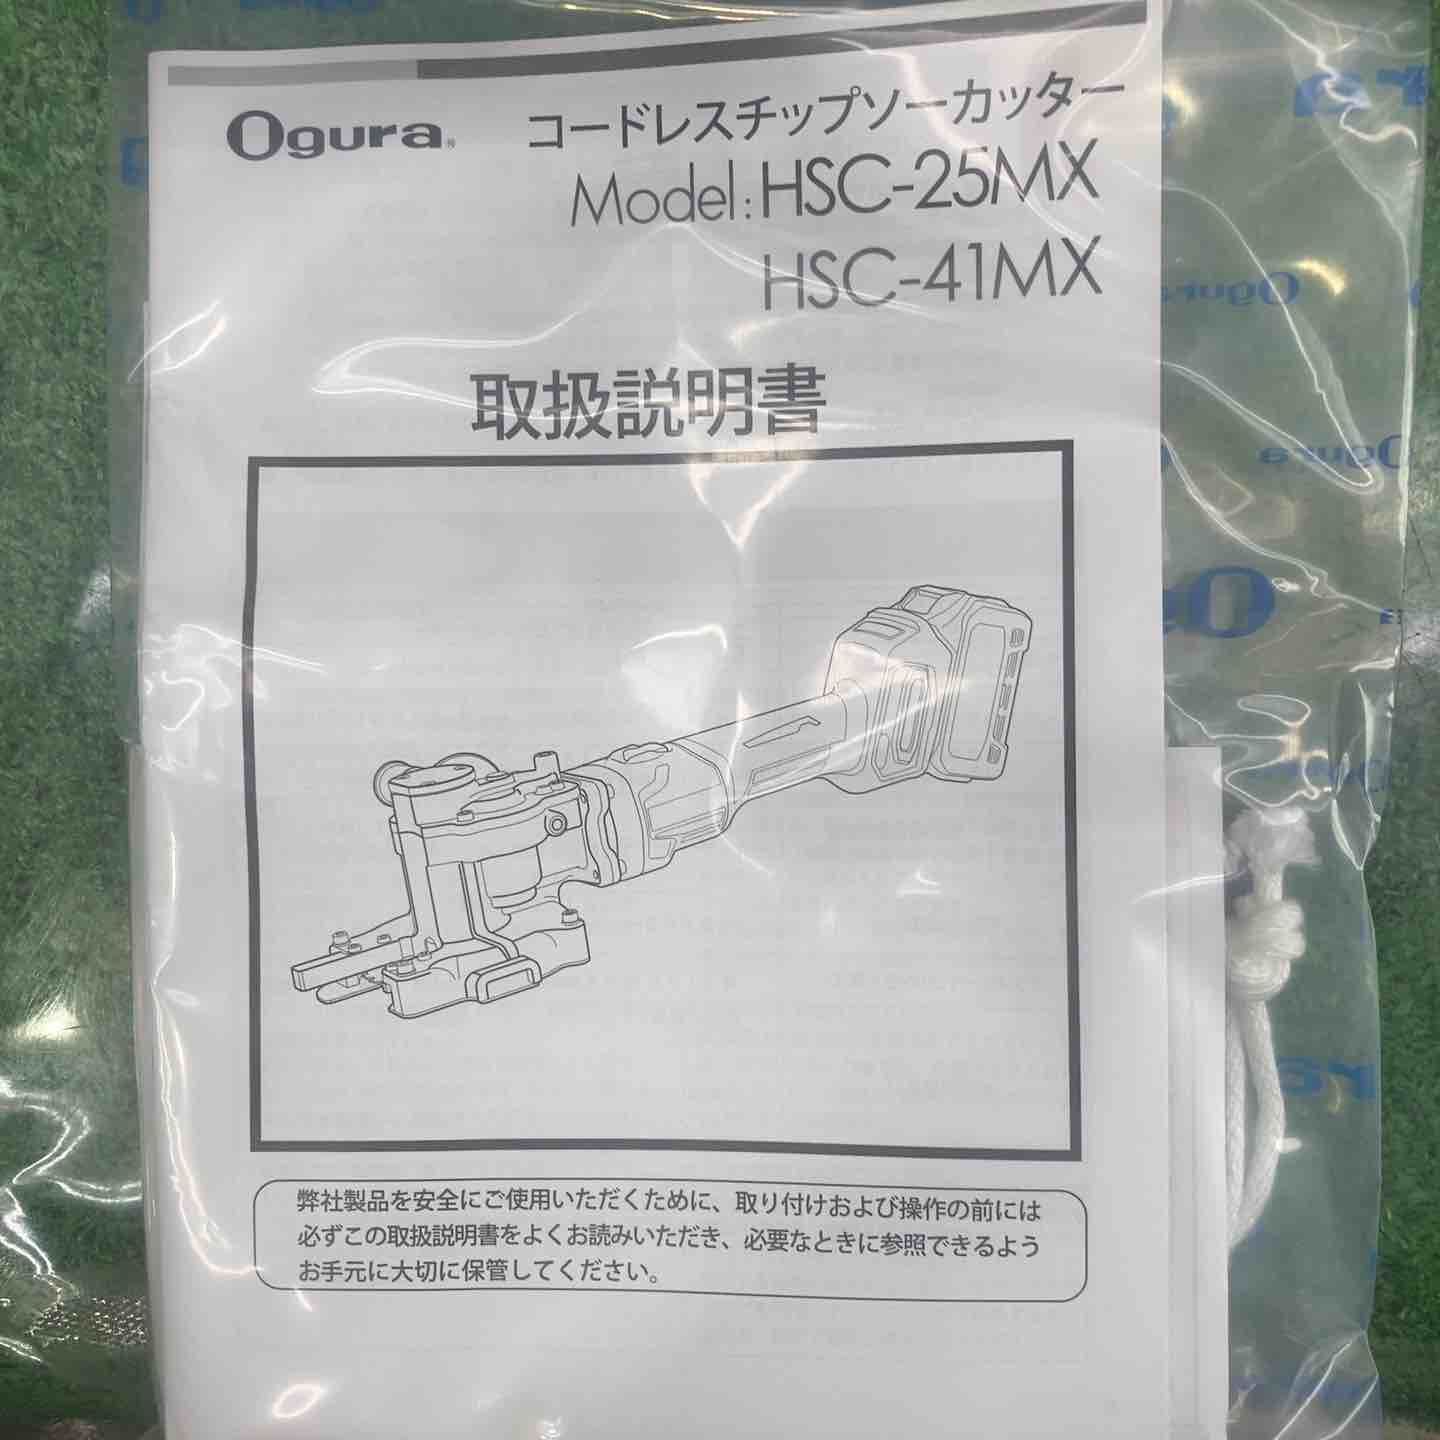 Ogura® コードレスチップソーカッター
Model: HSC-25MX
HSC-41MX
取扱説明書
弊社製品を安全にご使用いただくために、取り付けおよび操作の前には
必ずこの取扱説明書をよくお読みいただき、必要なときに参照できるよう
お手元に大切に保管してください。
Ogura
Ogura